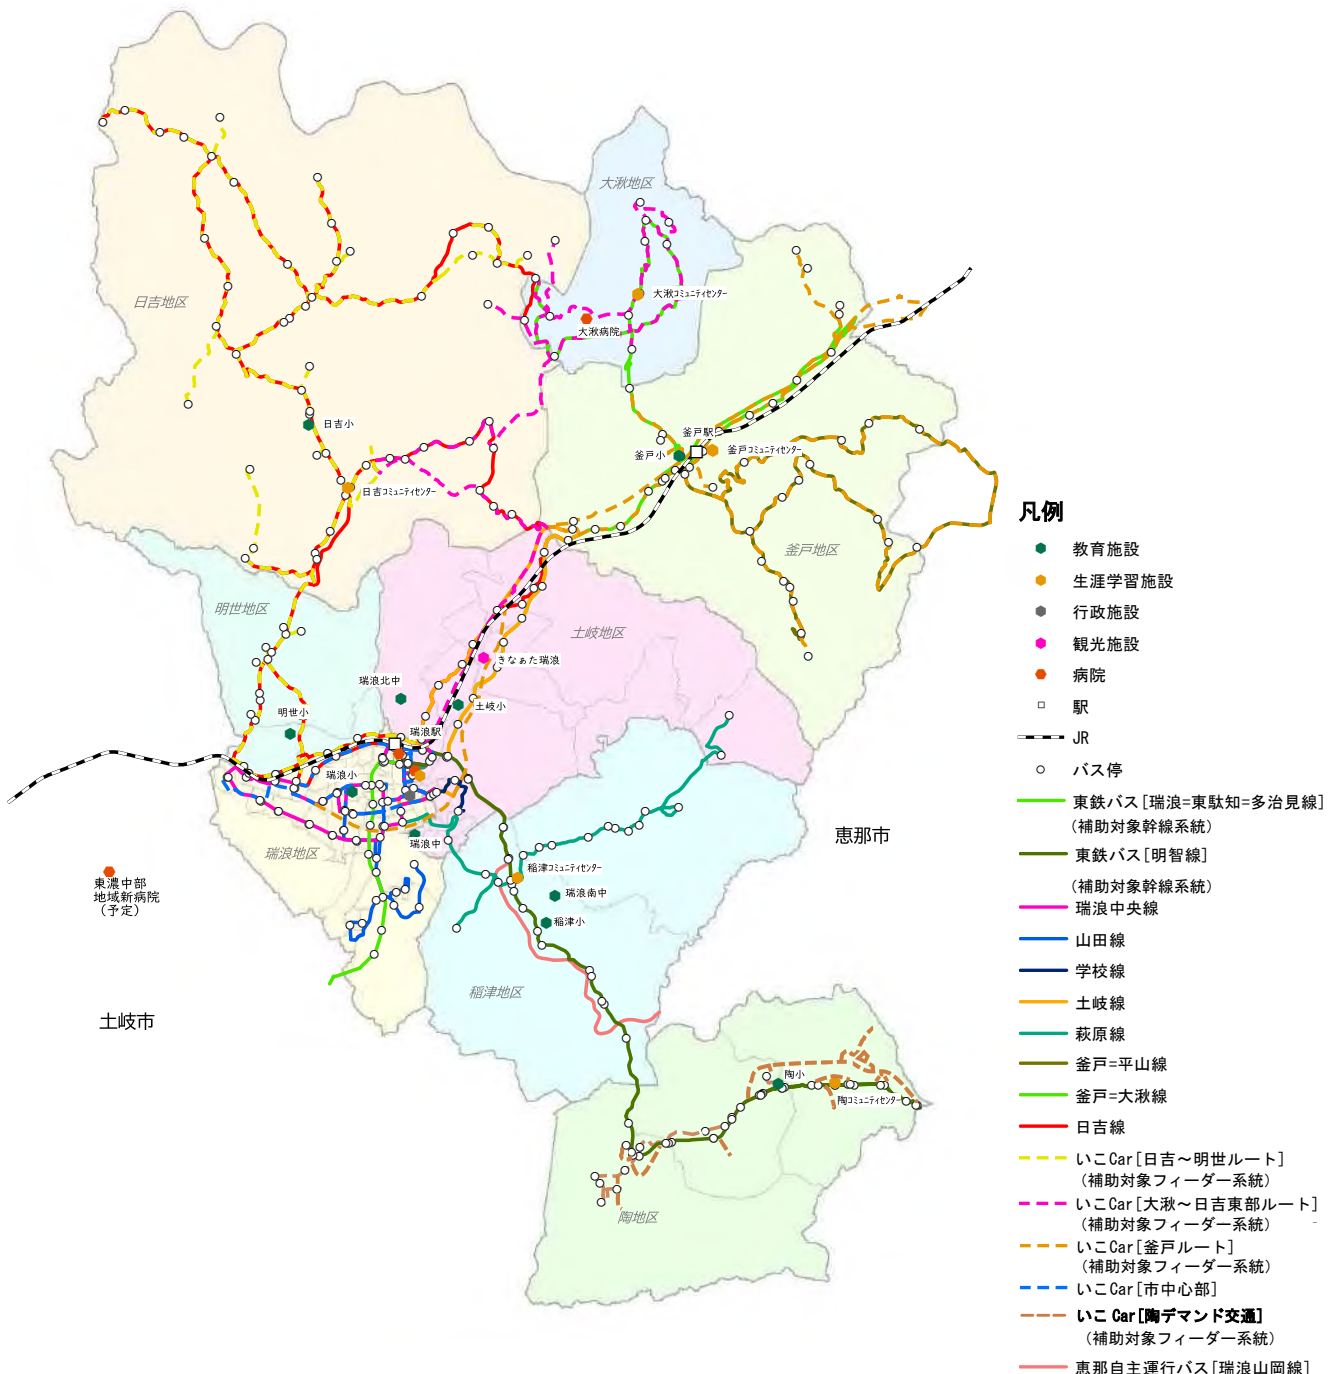 大湫地区
日吉地区
大湫コミュニティセンター
大湫病院
日吉小
釜戸駅
釜戸小
釜戸コミュニティセンター
日吉コミュニティセンター
釜戸地区
明世地区
土岐地区
きなぁた瑞浪
瑞浪北中
土岐小
明世小
瑞浪駅
瑞浪小
瑞浪中
瑞浪地区
恵那市
東濃中部
地域新病院
(予定)
稲津コミュニティセンター
瑞浪南中
稲津小
稲津地区
土岐市
陶小
陶コミュニティセンター
陶地区
凡例
教育施設
生涯学習施設
行政施設
観光施設
病院
駅
JR
バス停
東鉄バス[瑞浪=東駄知=多治見線]
(補助対象幹線系統)
東鉄バス[明智線]
(補助対象幹線系統)
瑞浪中央線
山田線
学校線
土岐線
萩原線
釜戸=平山線
釜戸=大湫線
日吉線
いこCar[日吉～明世ルート]
(補助対象フィーダー系統)
いこCar[大湫～日吉東部ルート]
(補助対象フィーダー系統)
いこCar[釜戸ルート]
(補助対象フィーダー系統)
いこCar[市中心部]
いこCar[陶デマンド交通]
(補助対象フィーダー系統)
恵那自主運行バス[瑞浪山岡線]